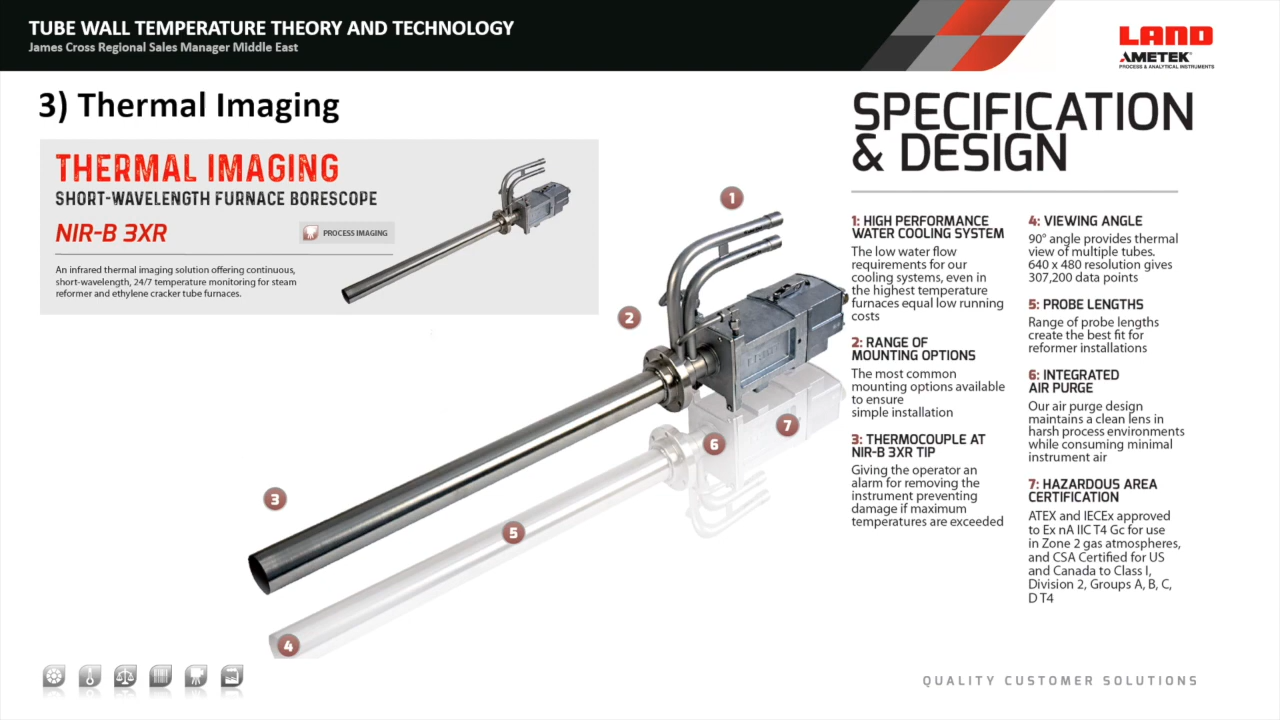 TUBE WALL TEMPERATURE THEORY AND TECHNOLOGY
James Cross Regional Sales Manager Middle East
LAND
AMETEK
PROCESS & ANALYTICAL INSTRUMENTS
3) Thermal Imaging
THERMAL IMAGING
SHORT-WAVELENGTH FURNACE BORESCOPE
NIR-B 3XR
PROCESS IMAGING
An infrared thermal imaging solution offering continuous,
short-wavelength, 24/7 temperature monitoring for steam
reformer and ethylene cracker tube furnaces.
1
2
3
4
5
6
7
SPECIFICATION
& DESIGN
1: HIGH PERFORMANCE
WATER COOLING SYSTEM
The low water flow
requirements for our
cooling systems, even in
the highest temperature
furnaces equal low running
costs
2: RANGE OF
MOUNTING OPTIONS
The most common
mounting options available
to ensure
simple installation
3: THERMOCOUPLE AT
NIR-B 3XR TIP
Giving the operator an
alarm for removing the
instrument preventing
damage if maximum
temperatures are exceeded
4: VIEWING ANGLE
90° angle provides thermal
view of multiple tubes.
640 x 480 resolution gives
307,200 data points
5: PROBE LENGTHS
Range of probe lengths
create the best fit for
reformer installations
6: INTEGRATED
AIR PURGE
Our air purge design
maintains a clean lens in
harsh process environments
while consuming minimal
instrument air
7: HAZARDOUS AREA
CERTIFICATION
ATEX and IECEx approved
to Ex nA IIC T4 Gc for use
in Zone 2 gas atmospheres,
and CSA Certified for US
and Canada to Class I,
Division 2, Groups A, B, C,
D T4
QUALITY CUSTOMER SOLUTIONS